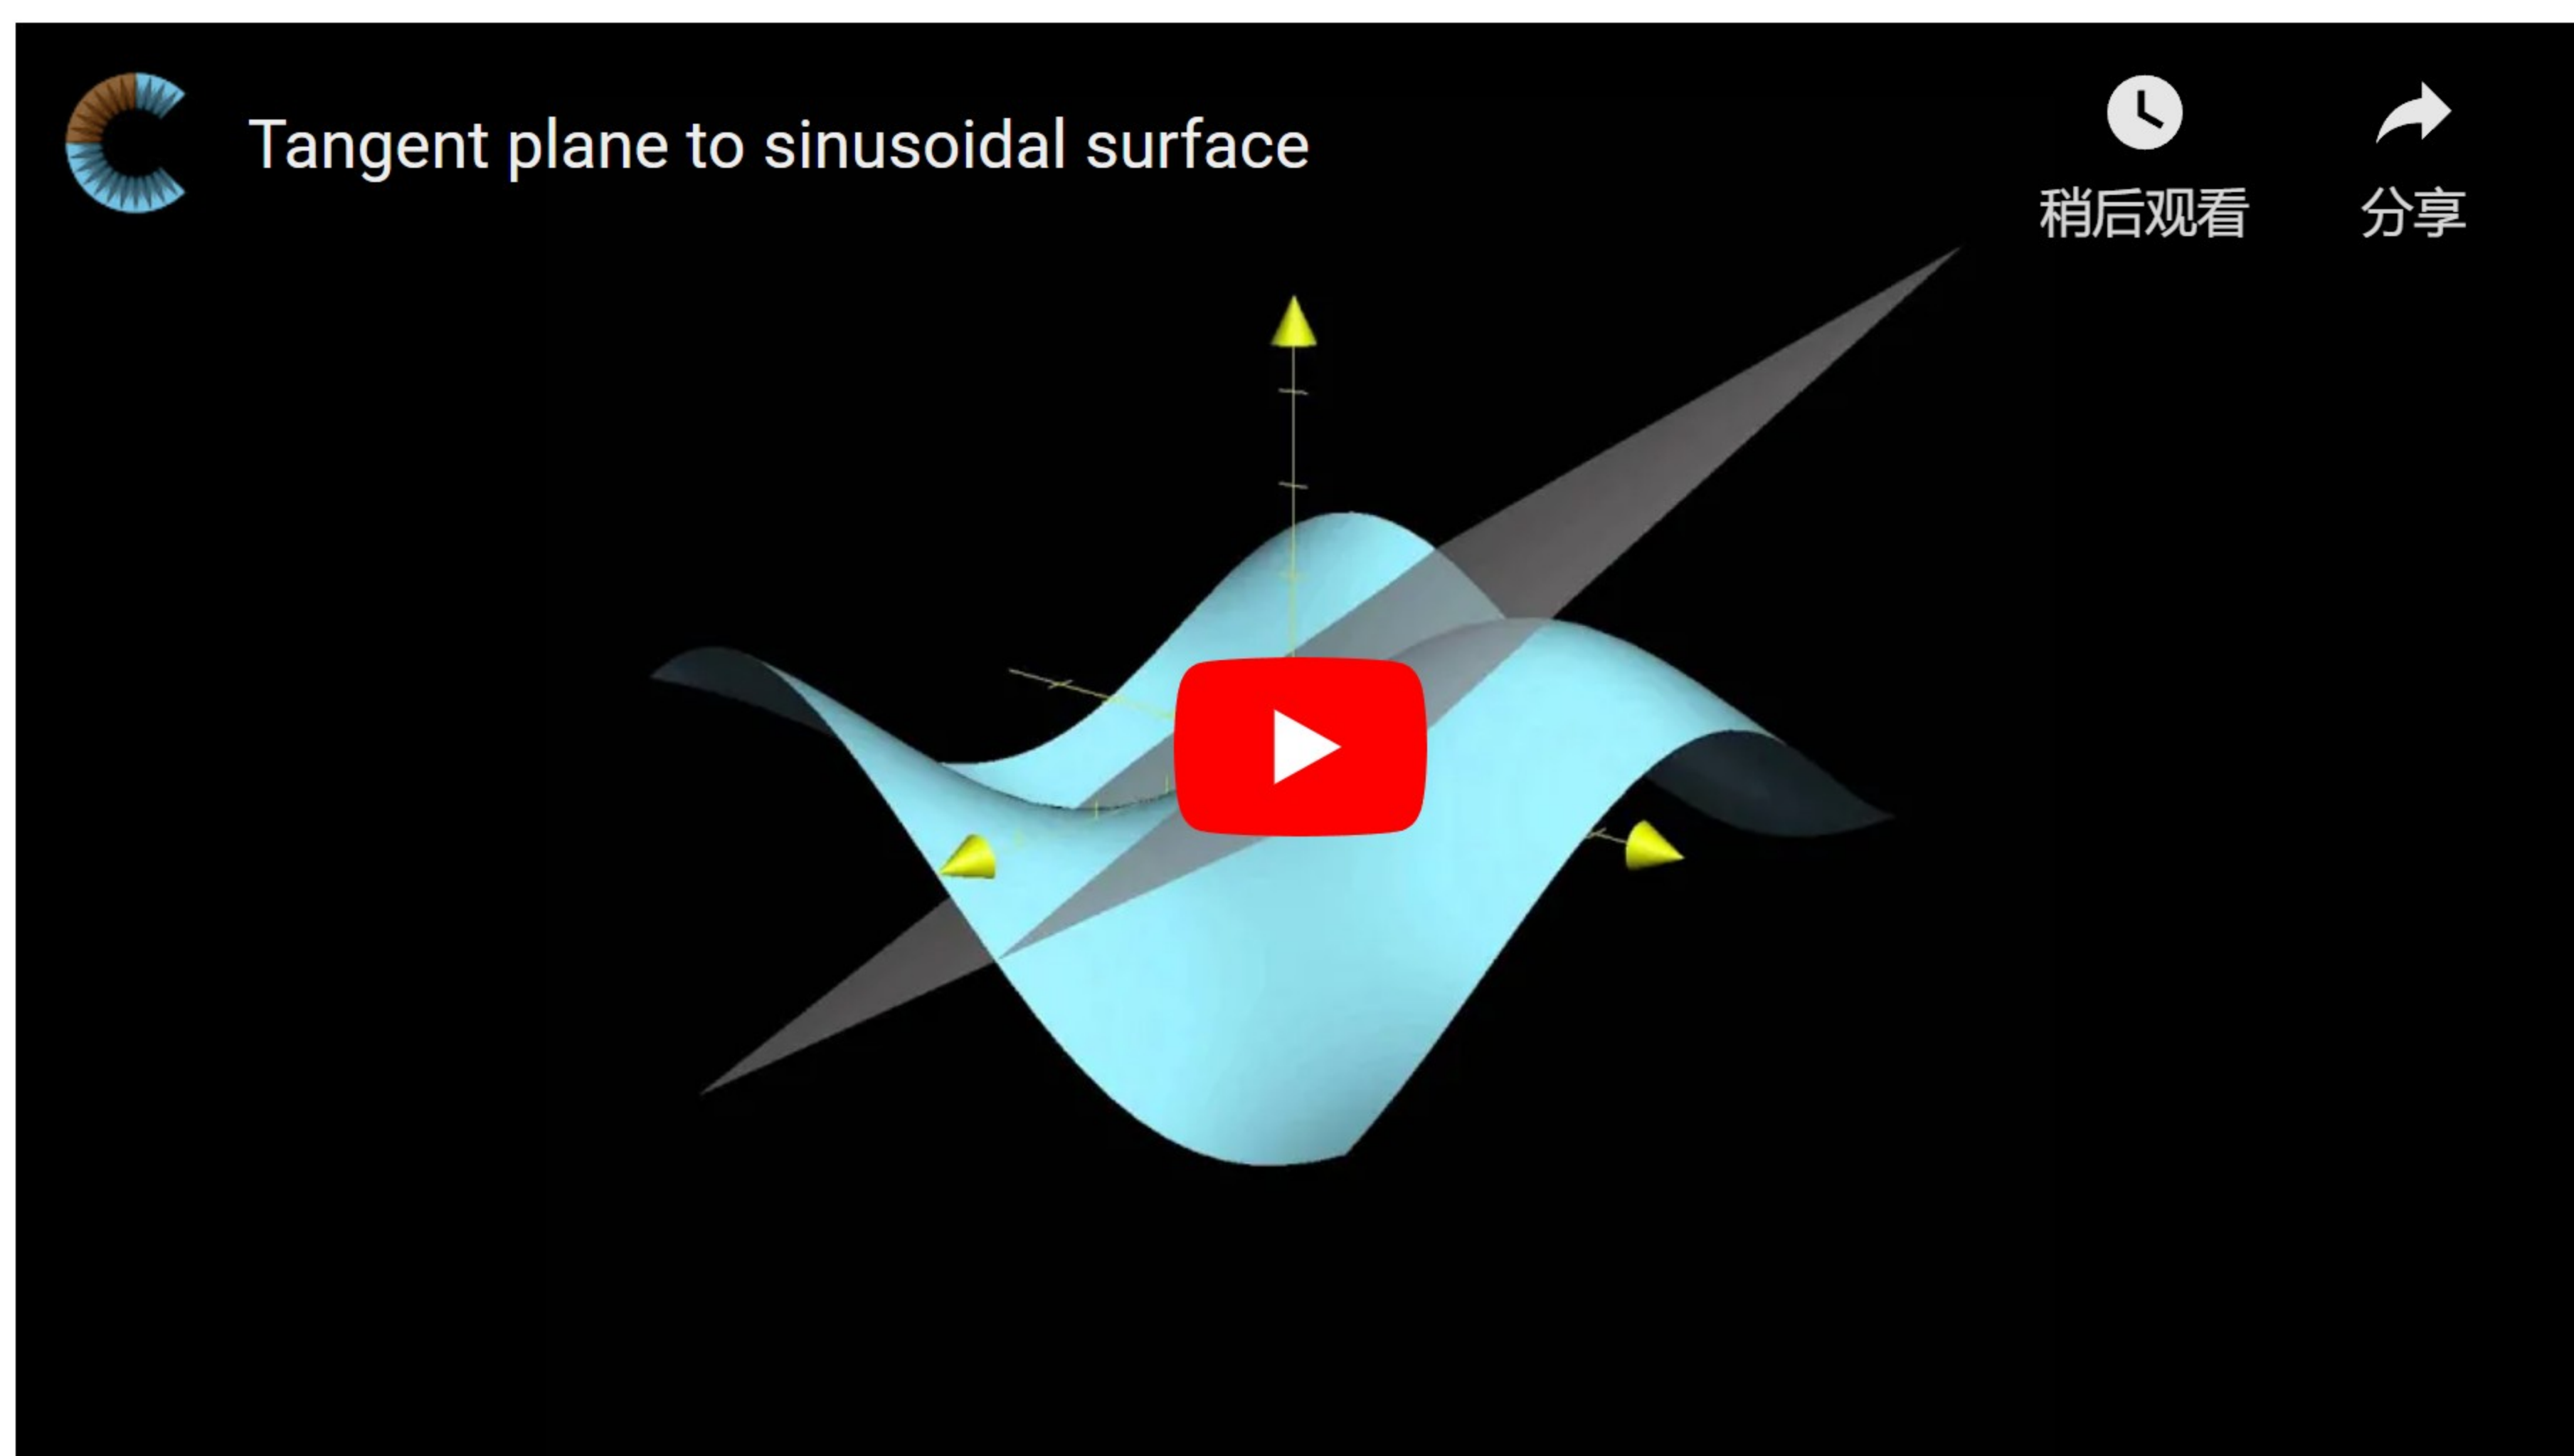 Tangent plane to sinusoidal surface
稍后观看
分享